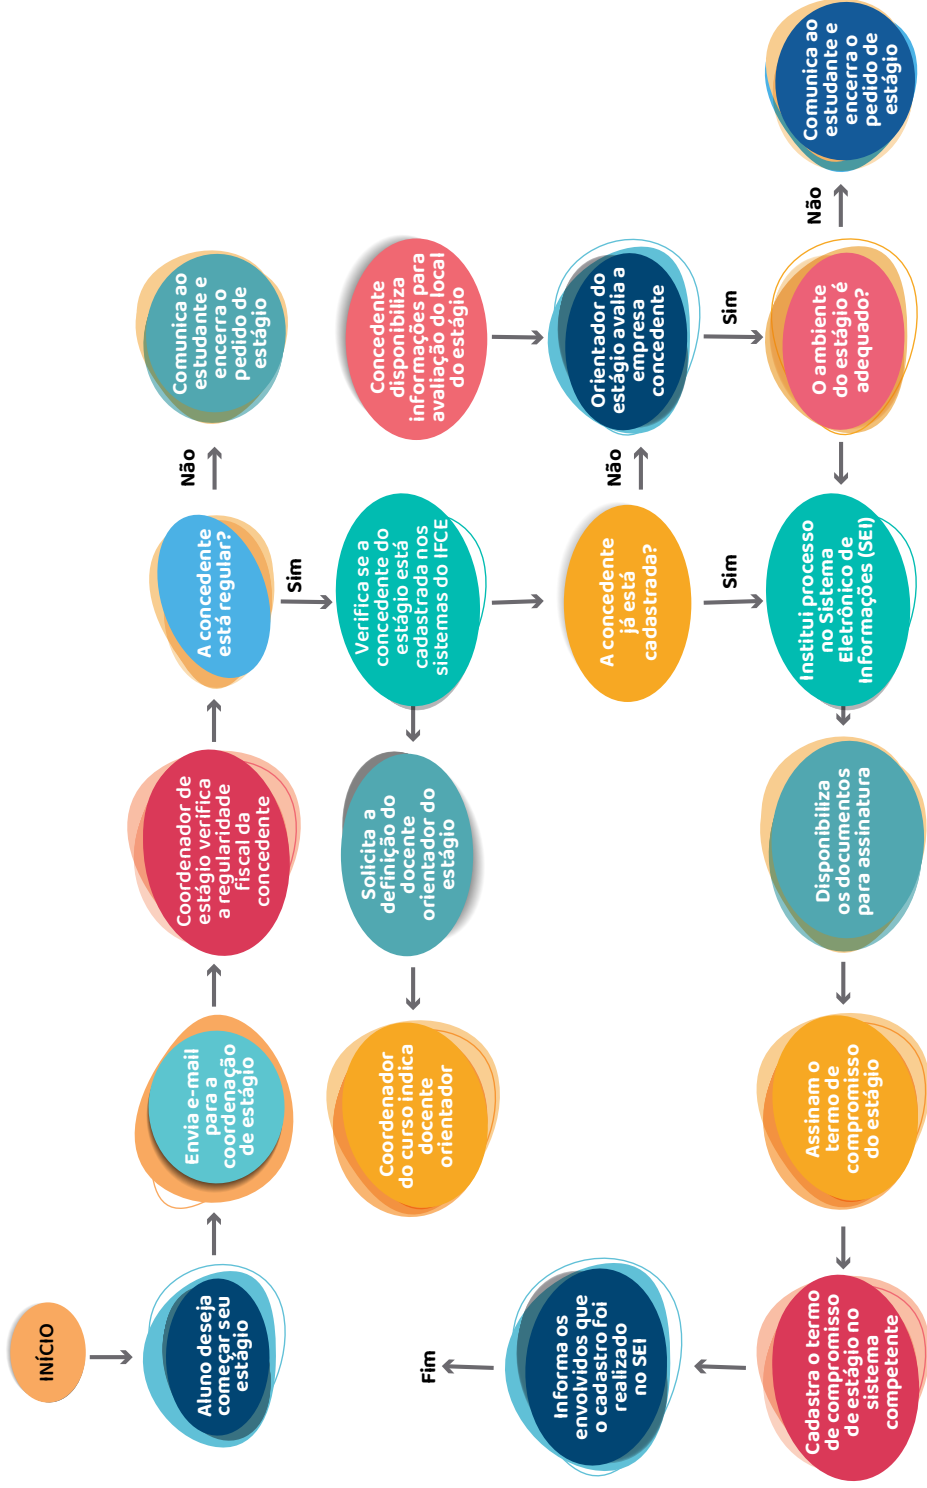 INÍCIO
Aluno deseja
começar seu
estágio
Envia e-mail
para a
coordenação
de estágio
Coordenador de
estágio verifica
a regularidade
fiscal da
concedente
A concedente
está regular?
Não
Comunica ao
estudante e
encerra o
pedido de
estágio
Sim
Verifica se a
concedente do
estágio está
cadastrada nos
sistemas do IFCE
Solicita a
definição do
docente
orientador do
estágio
Coordenador
do curso indica
docente
orientador
Concedente
disponibiliza
informações para
avaliação do local
do estágio
A concedente
já está
cadastrada?
Não
Orientador do
estágio avalia a
empresa
concedente
Sim
Sim
O ambiente
do estágio é
adequado?
Não
Comunica ao
estudante e
encerra o
pedido de
estágio
Institui processo
no Sistema
Eletrônico de
Informações (SEI)
Disponibiliza
os documentos
para assinatura
Assinam o
termo de
compromisso
do estágio
Cadastra o termo
de compromisso
de estágio no
sistema
competente
Informa os
envolvidos que
o cadastro foi
realizado
no SEI
Fim